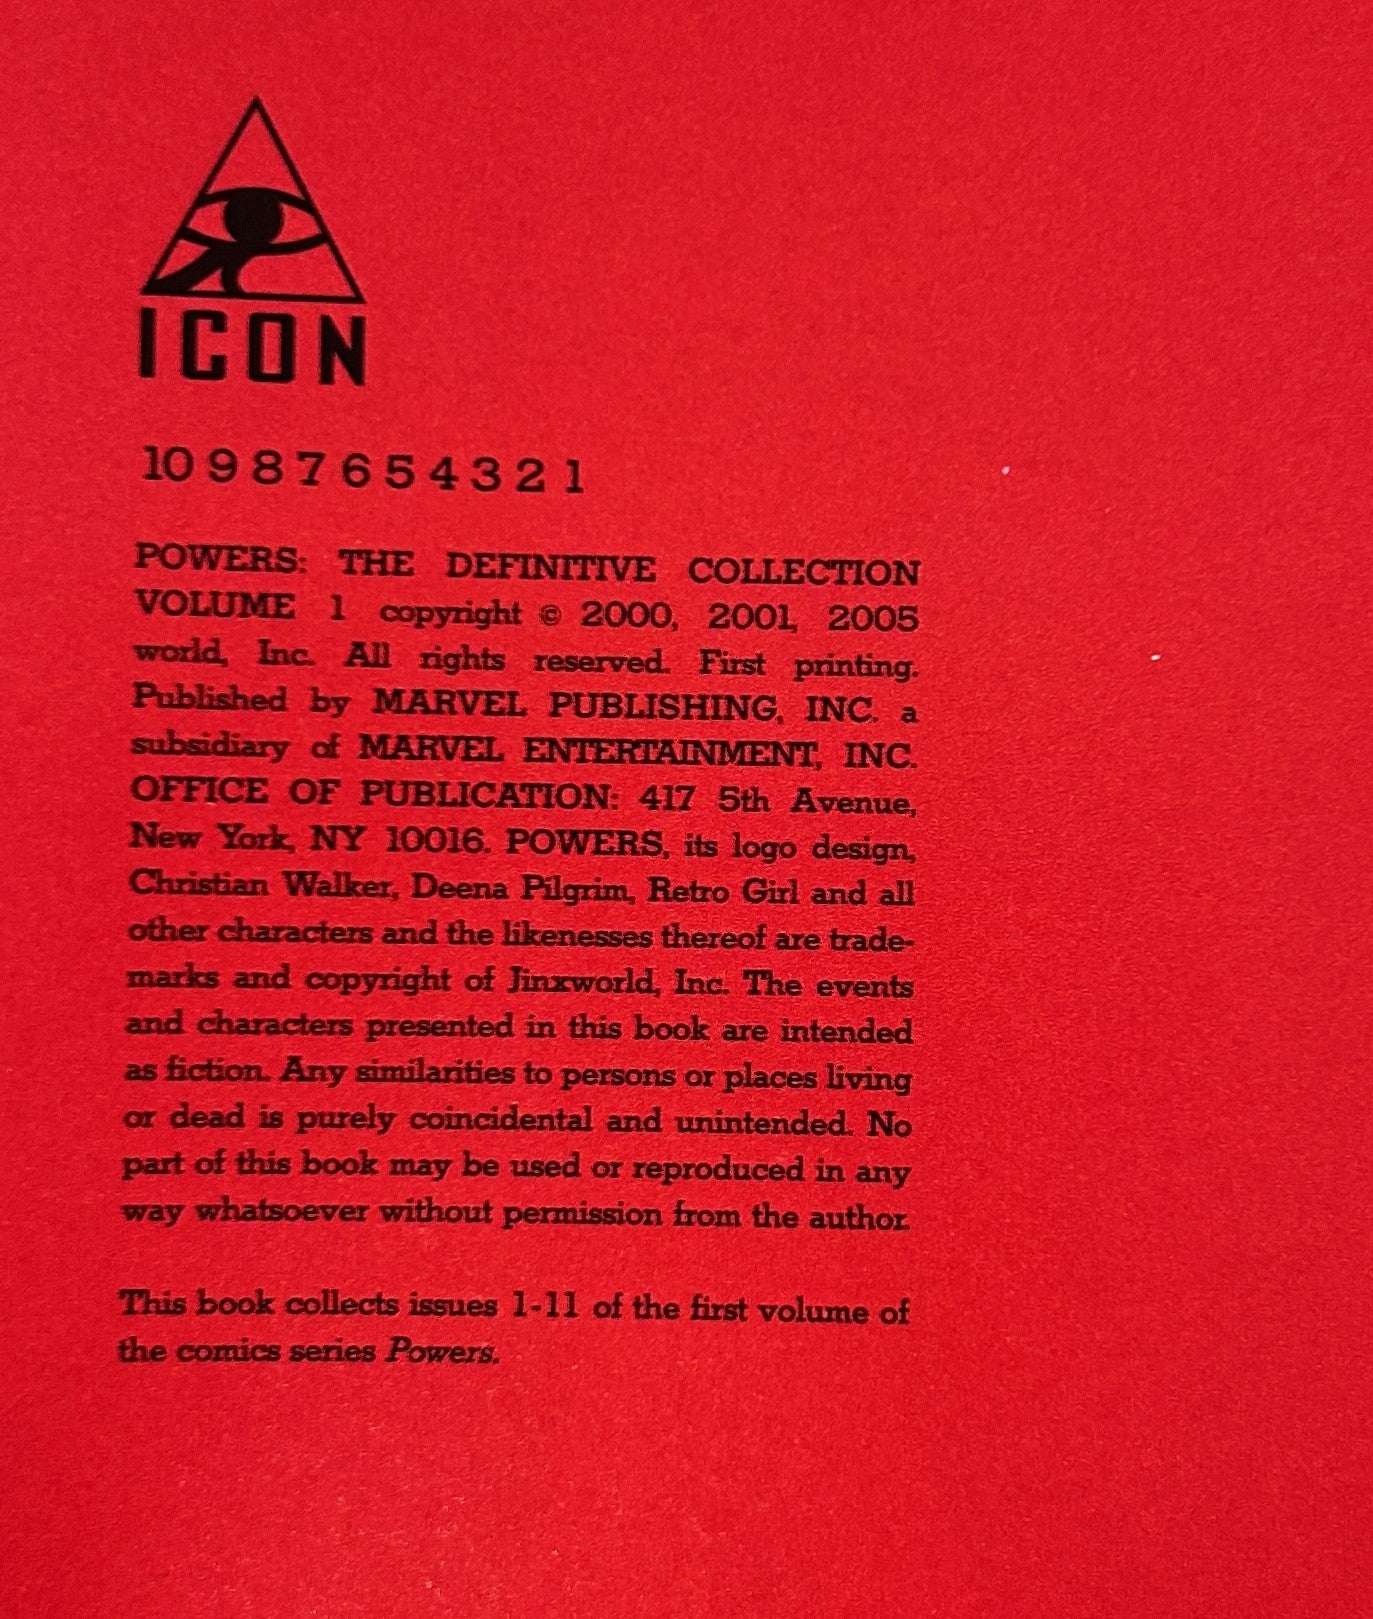 ICON
10 9 8 7 6 5 4 3 2 1
POWERS: THE DEFINITIVE COLLECTION
VOLUME 1 copyright © 2000, 2001, 2005
world, Inc. All rights reserved. First printing.
Published by MARVEL PUBLISHING, INC. a
subsidiary of MARVEL ENTERTAINMENT, INC.
OFFICE OF PUBLICATION: 417 5th Avenue,
New York, NY 10016. POWERS, its logo design,
Christian Walker, Deena Pilgrim, Retro Girl and all
other characters and the likenesses thereof are trade-
marks and copyright of Jinxworld, Inc. The events
and characters presented in this book are intended
as fiction. Any similarities to persons or places living
or dead is purely coincidental and unintended. No
part of this book may be used or reproduced in any
way whatsoever without permission from the author.
This book collects issues 1-11 of the first volume of
the comics series Powers.